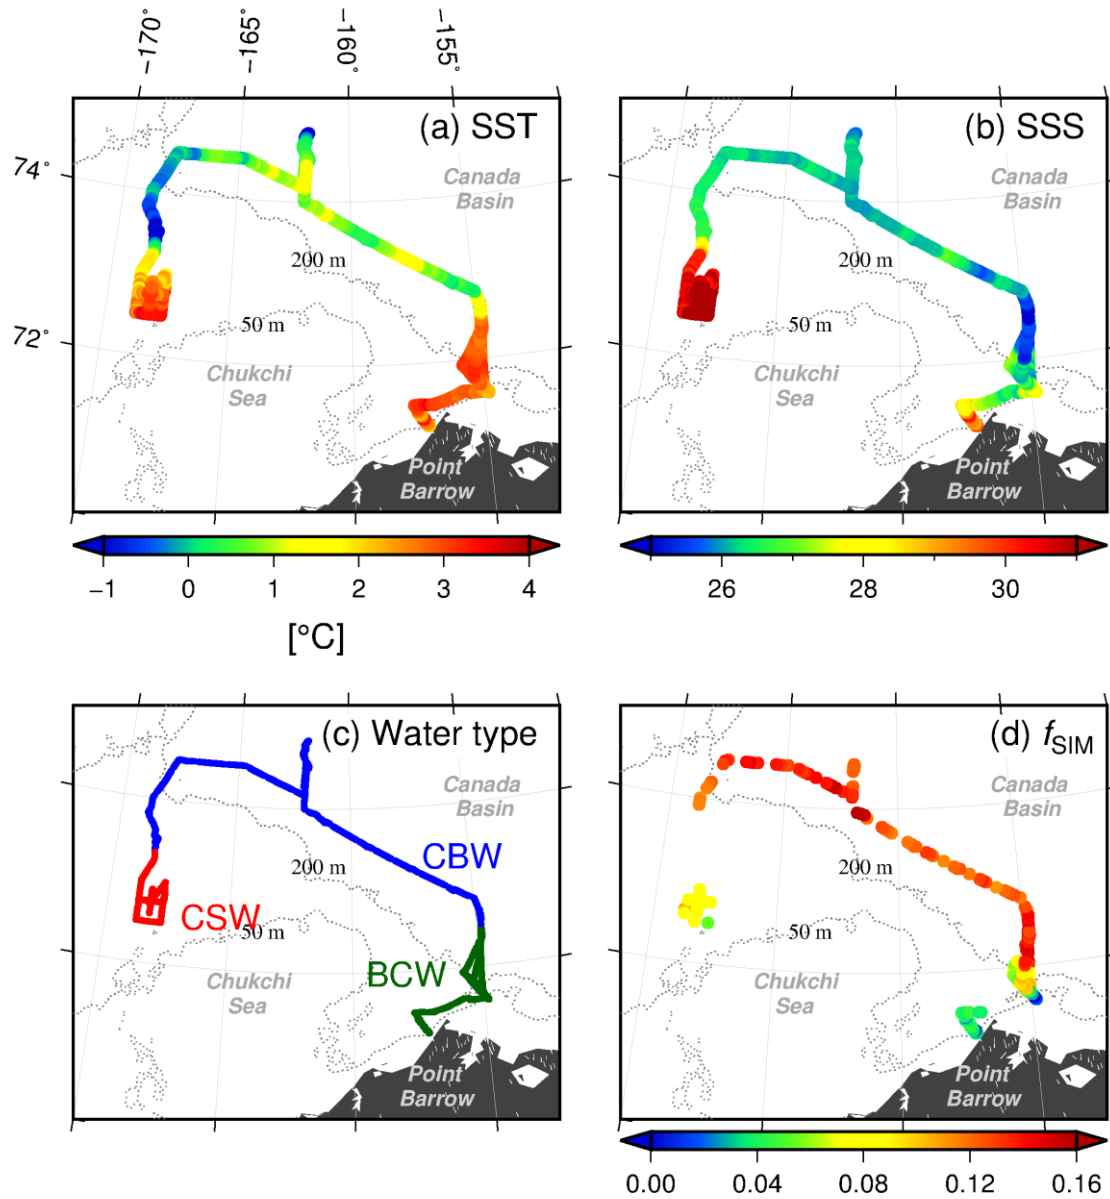 −170° −165° −160° −155°
(a) SST
(b) SSS
74°
72°
Canada
Basin
200 m
50 m
Chukchi
Sea
Point
Barrow
Canada
Basin
200 m
50 m
Chukchi
Sea
Point
Barrow
−1 0 1 2 3 4
[°C]
26 28 30
(c) Water type
(d) fSIM
Canada
Basin
CBW
200 m
CSW
50 m
BCW
Chukchi
Sea
Point
Barrow
Canada
Basin
200 m
50 m
Chukchi
Sea
Point
Barrow
0.00 0.04 0.08 0.12 0.16